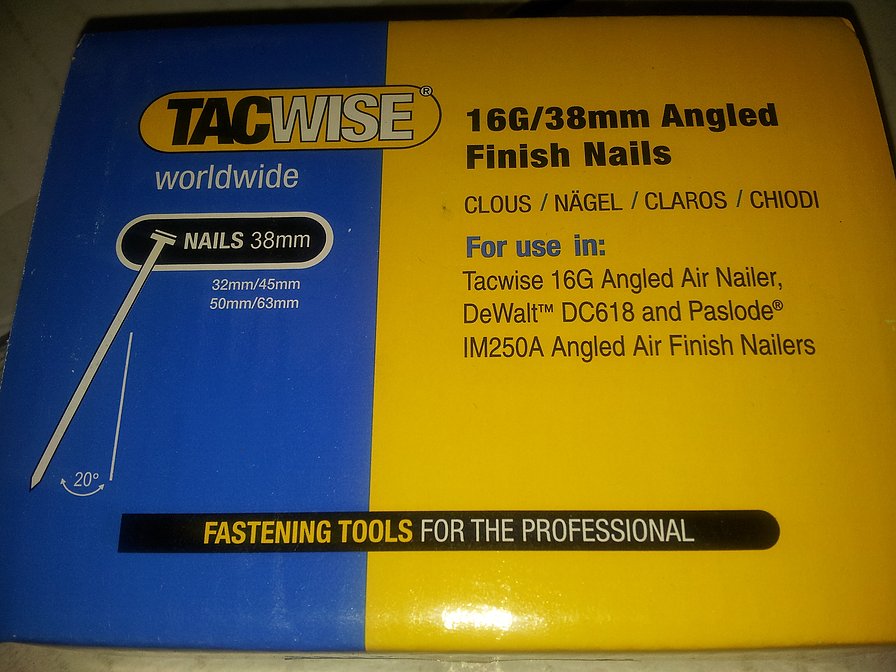 TACWISE®
worldwide
NAILS 38mm
32mm/45mm
50mm/63mm
20°
16G/38mm Angled
Finish Nails
CLOUS / NÄGEL / CLAROS / CHIODI
For use in:
Tacwise 16G Angled Air Nailer,
DeWalt™ DC618 and Paslode®
IM250A Angled Air Finish Nailers
FASTENING TOOLS FOR THE PROFESSIONAL